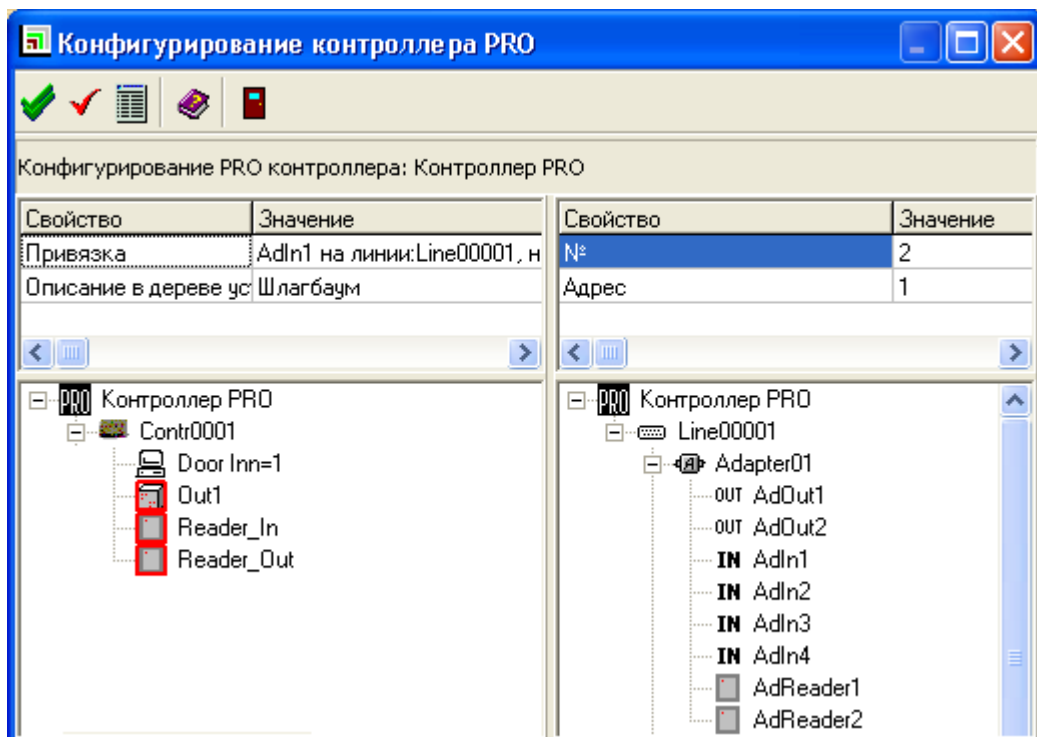 Конфигурирование контроллера PRO
Конфигурирование PRO контроллера: Контроллер PRO
Свойство Значение
Привязка AdIn1 на линии:Line00001, н
Описание в дереве ус Шлагбаум
Свойство Значение
№ 2
Адрес 1
PRO Контроллер PRO
Contr0001
Door Inn=1
Out1
Reader_In
Reader_Out
PRO Контроллер PRO
Line00001
A Adapter01
OUT AdOut1
OUT AdOut2
IN AdIn1
IN AdIn2
IN AdIn3
IN AdIn4
AdReader1
AdReader2